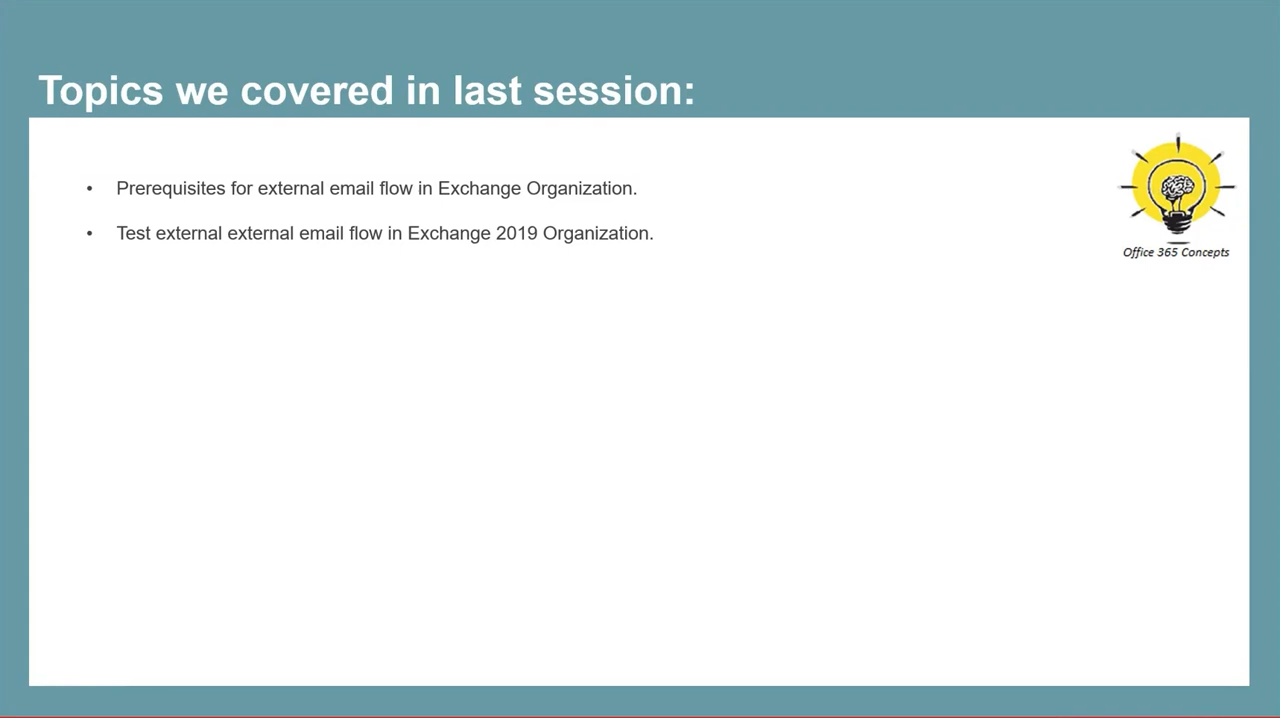 Topics we covered in last session:
• Prerequisites for external email flow in Exchange Organization.
• Test external external email flow in Exchange 2019 Organization.
Office 365 Concepts